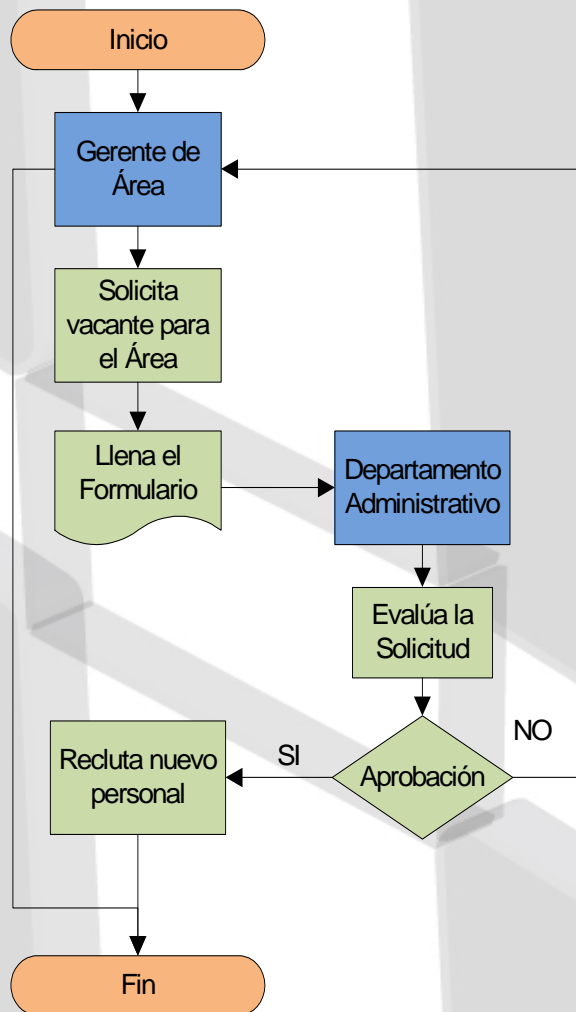 Inicio
Gerente de
Área
Solicita
vacante para
el Área
Llena el
Formulario
Departamento
Administrativo
Evalúa la
Solicitud
Aprobación
NO
SI
Recluta nuevo
personal
Fin